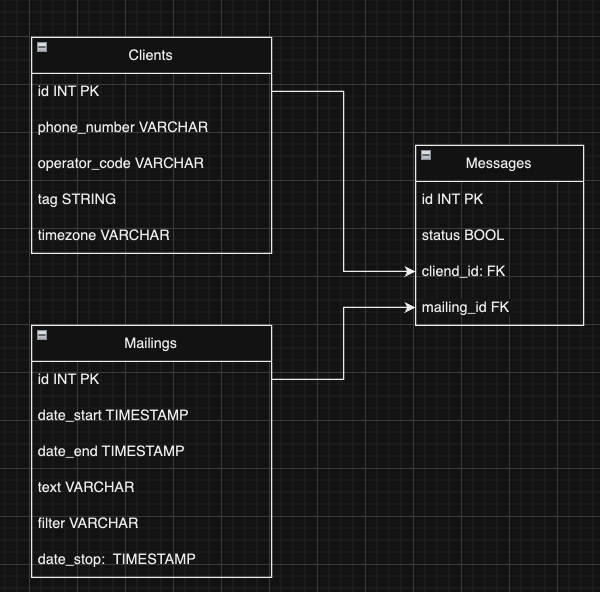 Clients
id INT PK
phone_number VARCHAR
operator_code VARCHAR
tag STRING
timezone VARCHAR
Messages
id INT PK
status BOOL
cliend_id: FK
mailing_id FK
Mailings
id INT PK
date_start TIMESTAMP
date_end TIMESTAMP
text VARCHAR
filter VARCHAR
date_stop: TIMESTAMP